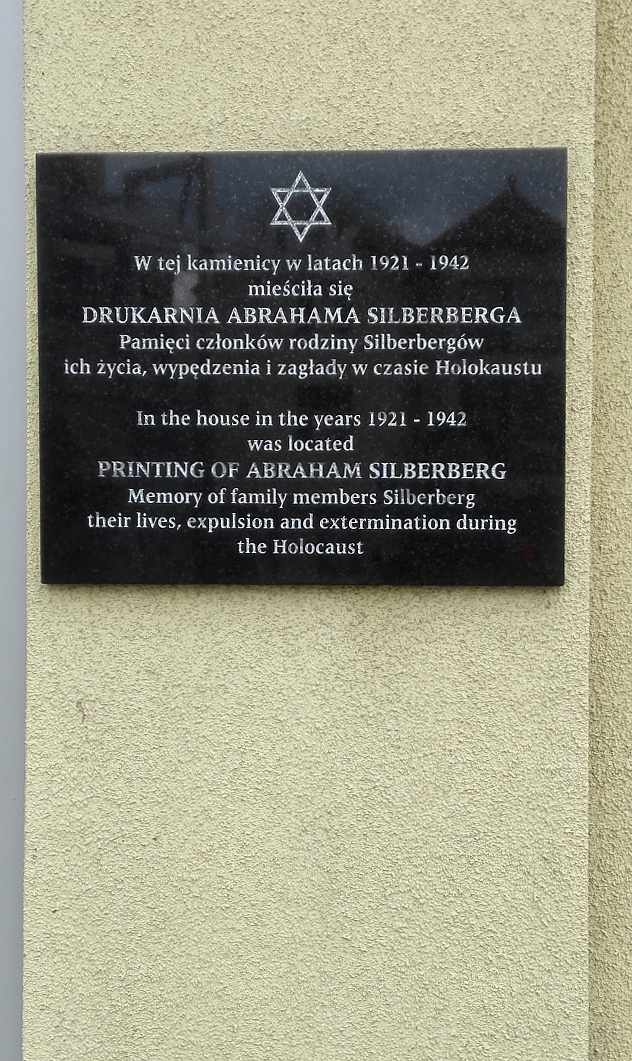 W tej kamienicy w latach 1921 - 1942
mieściła się
DRUKARNIA ABRAHAMA SILBERBERGA
Pamięci członków rodziny Silberbergów
ich życia, wypędzenia i zagłady w czasie Holokaustu
In the house in the years 1921 - 1942
was located
PRINTING OF ABRAHAM SILBERBERG
Memory of family members Silberberg
their lives, expulsion and extermination during
the Holocaust